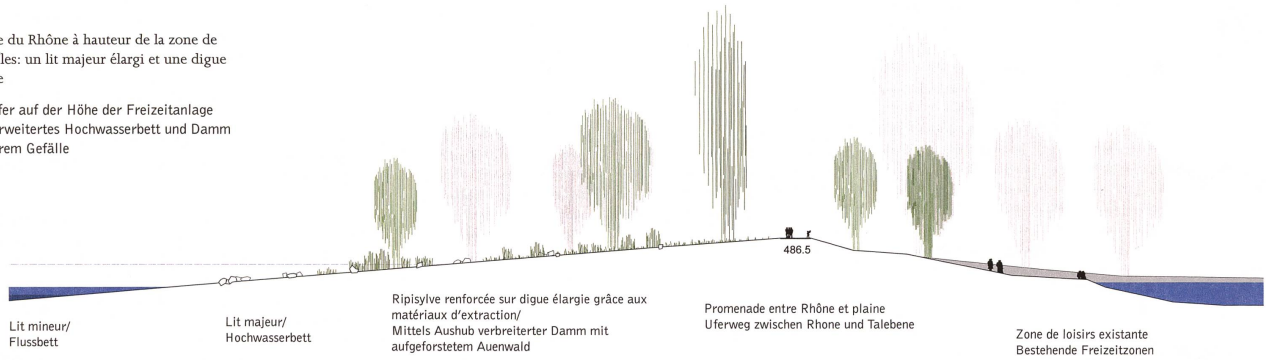 e du Rhône à hauteur de la zone de
les: un lit majeur élargi et une digue
e
fer auf der Höhe der Freizeitanlage
rweitertes Hochwasserbett und Damm
rem Gefälle
486.5
Lit mineur/
Flussbett
Lit majeur/
Hochwasserbett
Ripisylve renforcée sur digue élargie grâce aux
matériaux d'extraction/
Mittels Aushub verbreiterter Damm mit
aufgeforstetem Auenwald
Promenade entre Rhône et plaine
Uferweg zwischen Rhone und Talebene
Zone de loisirs existante
Bestehende Freizeitzonen